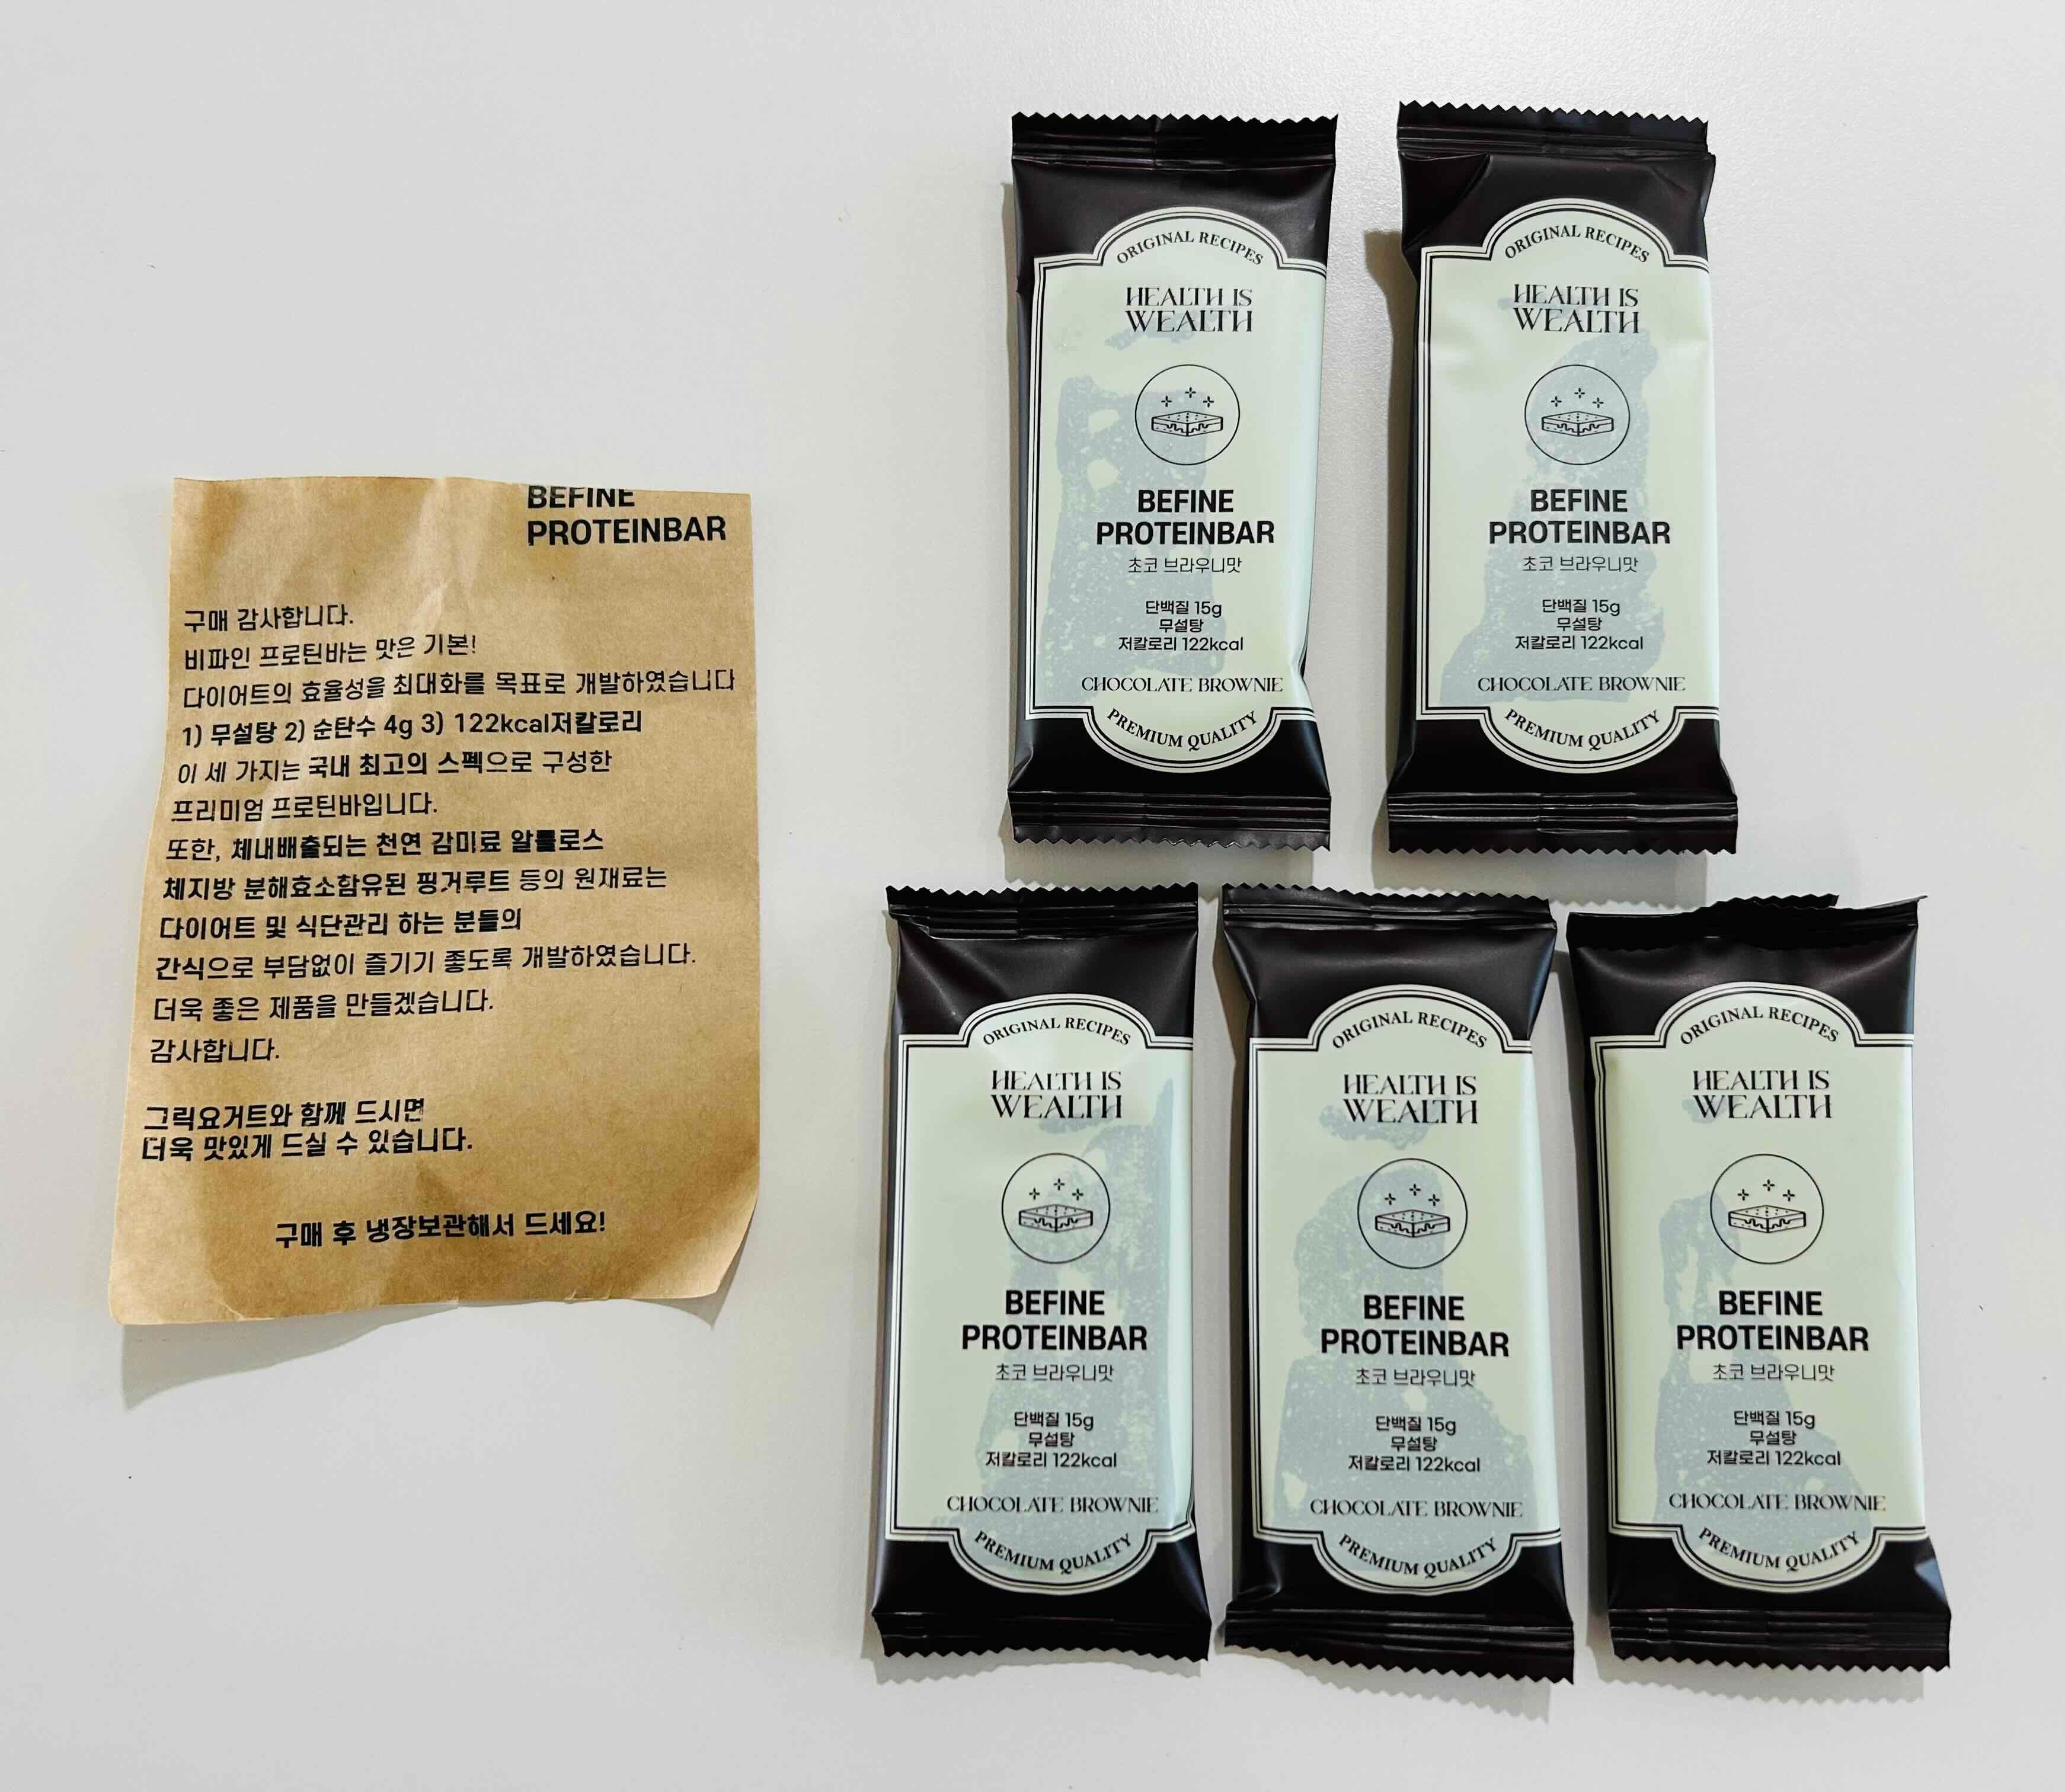 BEFINE
PROTEINBAR
구매 감사합니다.
비파인 프로틴바는 맛은 기본!
다이어트의 효율성을 최대화를 목표로 개발하였습니다
1) 무설탕 2) 순탄수 4g 3) 122kcal저칼로리
이 세 가지는 국내 최고의 스펙으로 구성한
프리미엄 프로틴바입니다.
또한, 체내배출되는 천연 감미료 알룰로스
체지방 분해효소함유된 핑거루트 등의 원재료는
다이어트 및 식단관리 하는 분들의
간식으로 부담없이 즐기기 좋도록 개발하였습니다.
더욱 좋은 제품을 만들겠습니다.
감사합니다.
그릭요거트와 함께 드시면
더욱 맛있게 드실 수 있습니다.
구매 후 냉장보관해서 드세요!
ORIGINAL RECIPES
HEALTH IS
WEALTH
BEFINE
PROTEINBAR
초코 브라우니맛
단백질 15g
무설탕
저칼로리 122kcal
CHOCOLATE BROWNIE
PREMIUM QUALITY
ORIGINAL RECIPES
HEALTH IS
WEALTH
BEFINE
PROTEINBAR
초코 브라우니맛
단백질 15g
무설탕
저칼로리 122kcal
CHOCOLATE BROWNIE
PREMIUM QUALITY
ORIGINAL RECIPES
HEALTH IS
WEALTH
BEFINE
PROTEINBAR
초코 브라우니맛
단백질 15g
무설탕
저칼로리 122kcal
CHOCOLATE BROWNIE
PREMIUM QUALITY
ORIGINAL RECIPES
HEALTH IS
WEALTH
BEFINE
PROTEINBAR
초코 브라우니맛
단백질 15g
무설탕
저칼로리 122kcal
CHOCOLATE BROWNIE
PREMIUM QUALITY
ORIGINAL RECIPES
HEALTH IS
WEALTH
BEFINE
PROTEINBAR
초코 브라우니맛
단백질 15g
무설탕
저칼로리 122kcal
CHOCOLATE BROWNIE
PREMIUM QUALITY